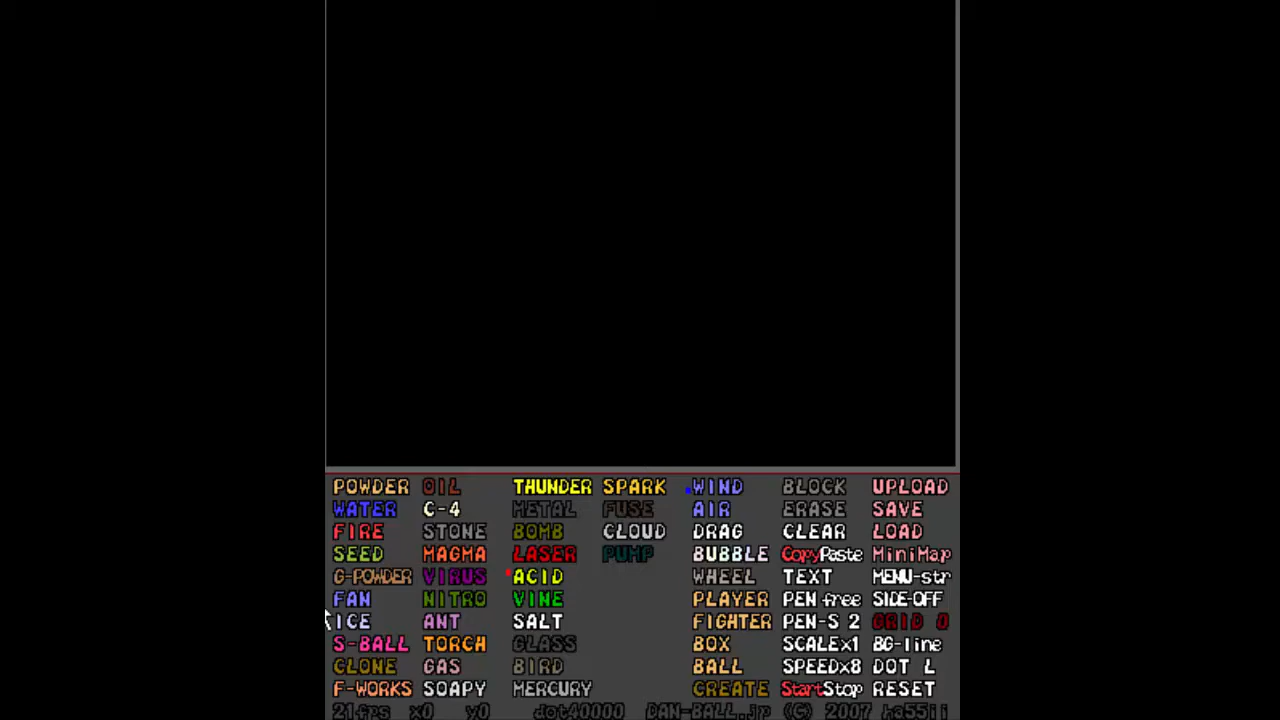 POWDER OIL THUNDER SPARK WIND BLOCK UPLOAD
WATER C-4 METAL FUSE AIR ERASE SAVE
FIRE STONE BOMB CLOUD DRAG CLEAR LOAD
SEED MAGMA LASER PUMP BUBBLE CopyPaste MiniMap
G-POWDER VIRUS ACID WHEEL TEXT MENU-str
FAN NITRO VINE PLAYER PEN free SIDE-OFF
ICE ANT SALT FIGHTER PEN-S 2 GRID 0
S-BALL TORCH GLASS BOX SCALEx1 BG-line
CLONE GAS BIRD BALL SPEEDx8 DOT L
F-WORKS SOAPY MERCURY CREATE StartStop RESET
21fps x0 y0 dot40000 DAN-BALL.jp (C) 2007 ha55ii